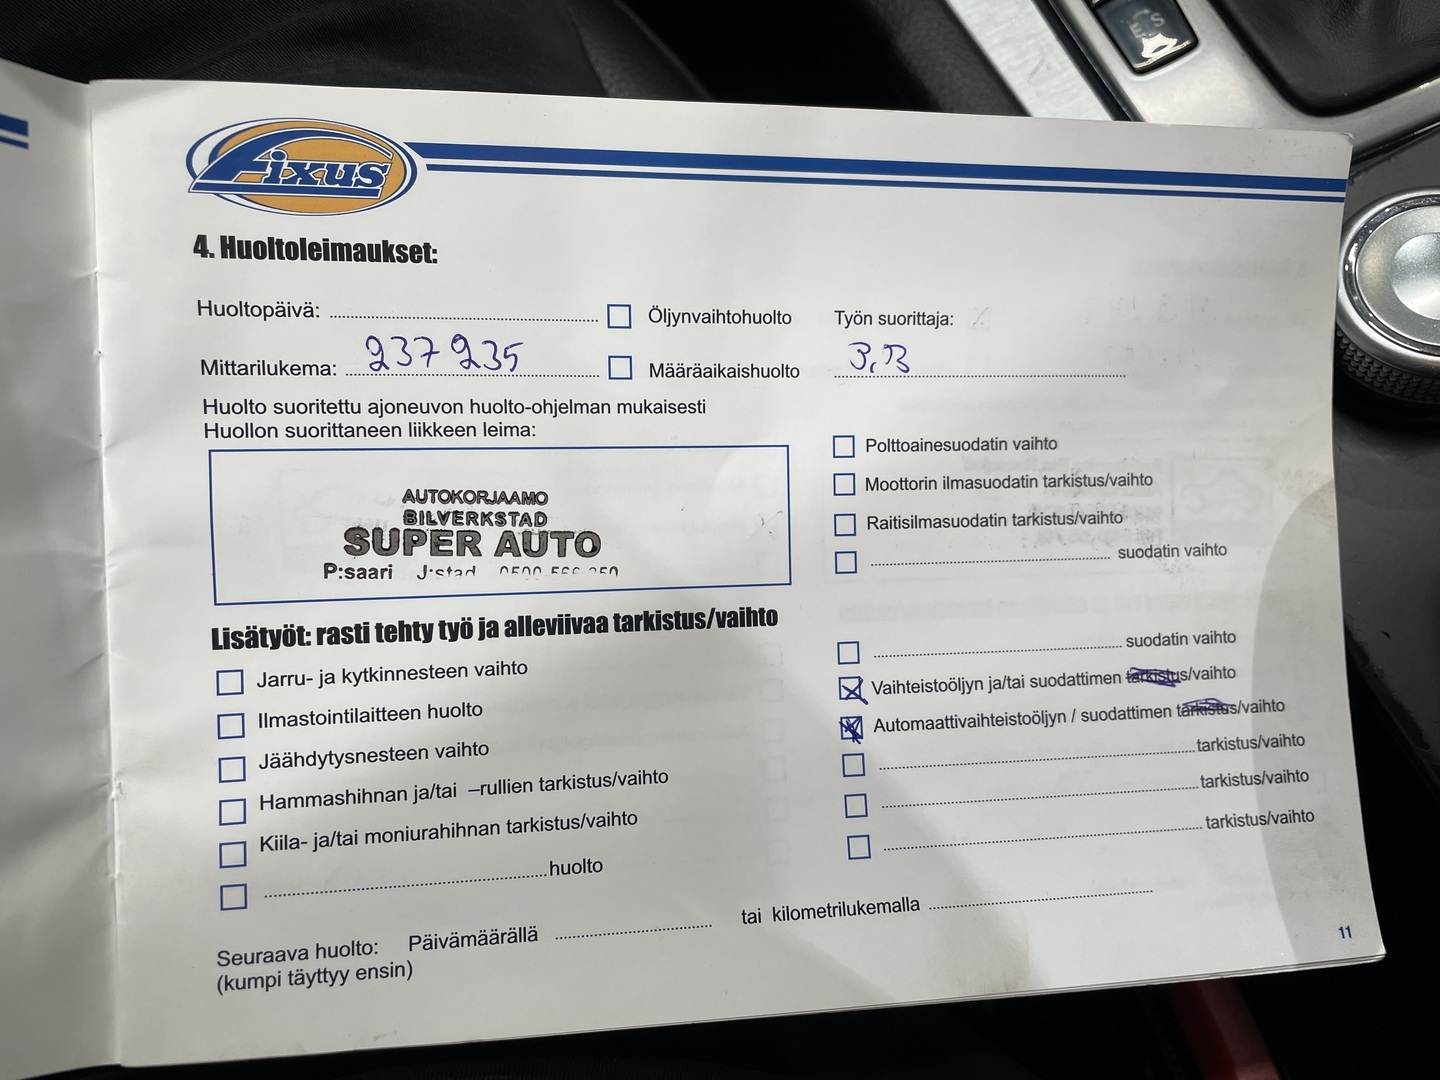 Fixus
4. Huoltoleimaukset:
Huoltopäivä: ☐ Öljynvaihtohuolto Työn suorittaja:
Mittarilukema: 237 235 ☐ Määräaikaishuolto
Huolto suoritettu ajoneuvon huolto-ohjelman mukaisesti
Huollon suorittaneen liikkeen leima:
AUTOKORJAAMO
BILVERKSTAD
SUPER AUTO
P:saari J:stad
☐ Polttoainesuodatin vaihto
☐ Moottorin ilmasuodatin tarkistus/vaihto
☐ Raitisilmasuodatin tarkistus/vaihto
☐ suodatin vaihto
Lisätyöt: rasti tehty työ ja alleviivaa tarkistus/vaihto
☐ Jarru- ja kytkinnesteen vaihto
☐ Ilmastointilaitteen huolto
☐ Jäähdytysnesteen vaihto
☐ Hammashihnan ja/tai –rullien tarkistus/vaihto
☐ Kiila- ja/tai moniurahihnan tarkistus/vaihto
☐ huolto
☐ suodatin vaihto
☒ Vaihteistoöljyn ja/tai suodattimen tarkistus/vaihto
☒ Automaattivaihteistoöljyn / suodattimen tarkistus/vaihto
☐ tarkistus/vaihto
☐ tarkistus/vaihto
☐ tarkistus/vaihto
Seuraava huolto: Päivämäärällä tai kilometrilukemalla
(kumpi täyttyy ensin)
11